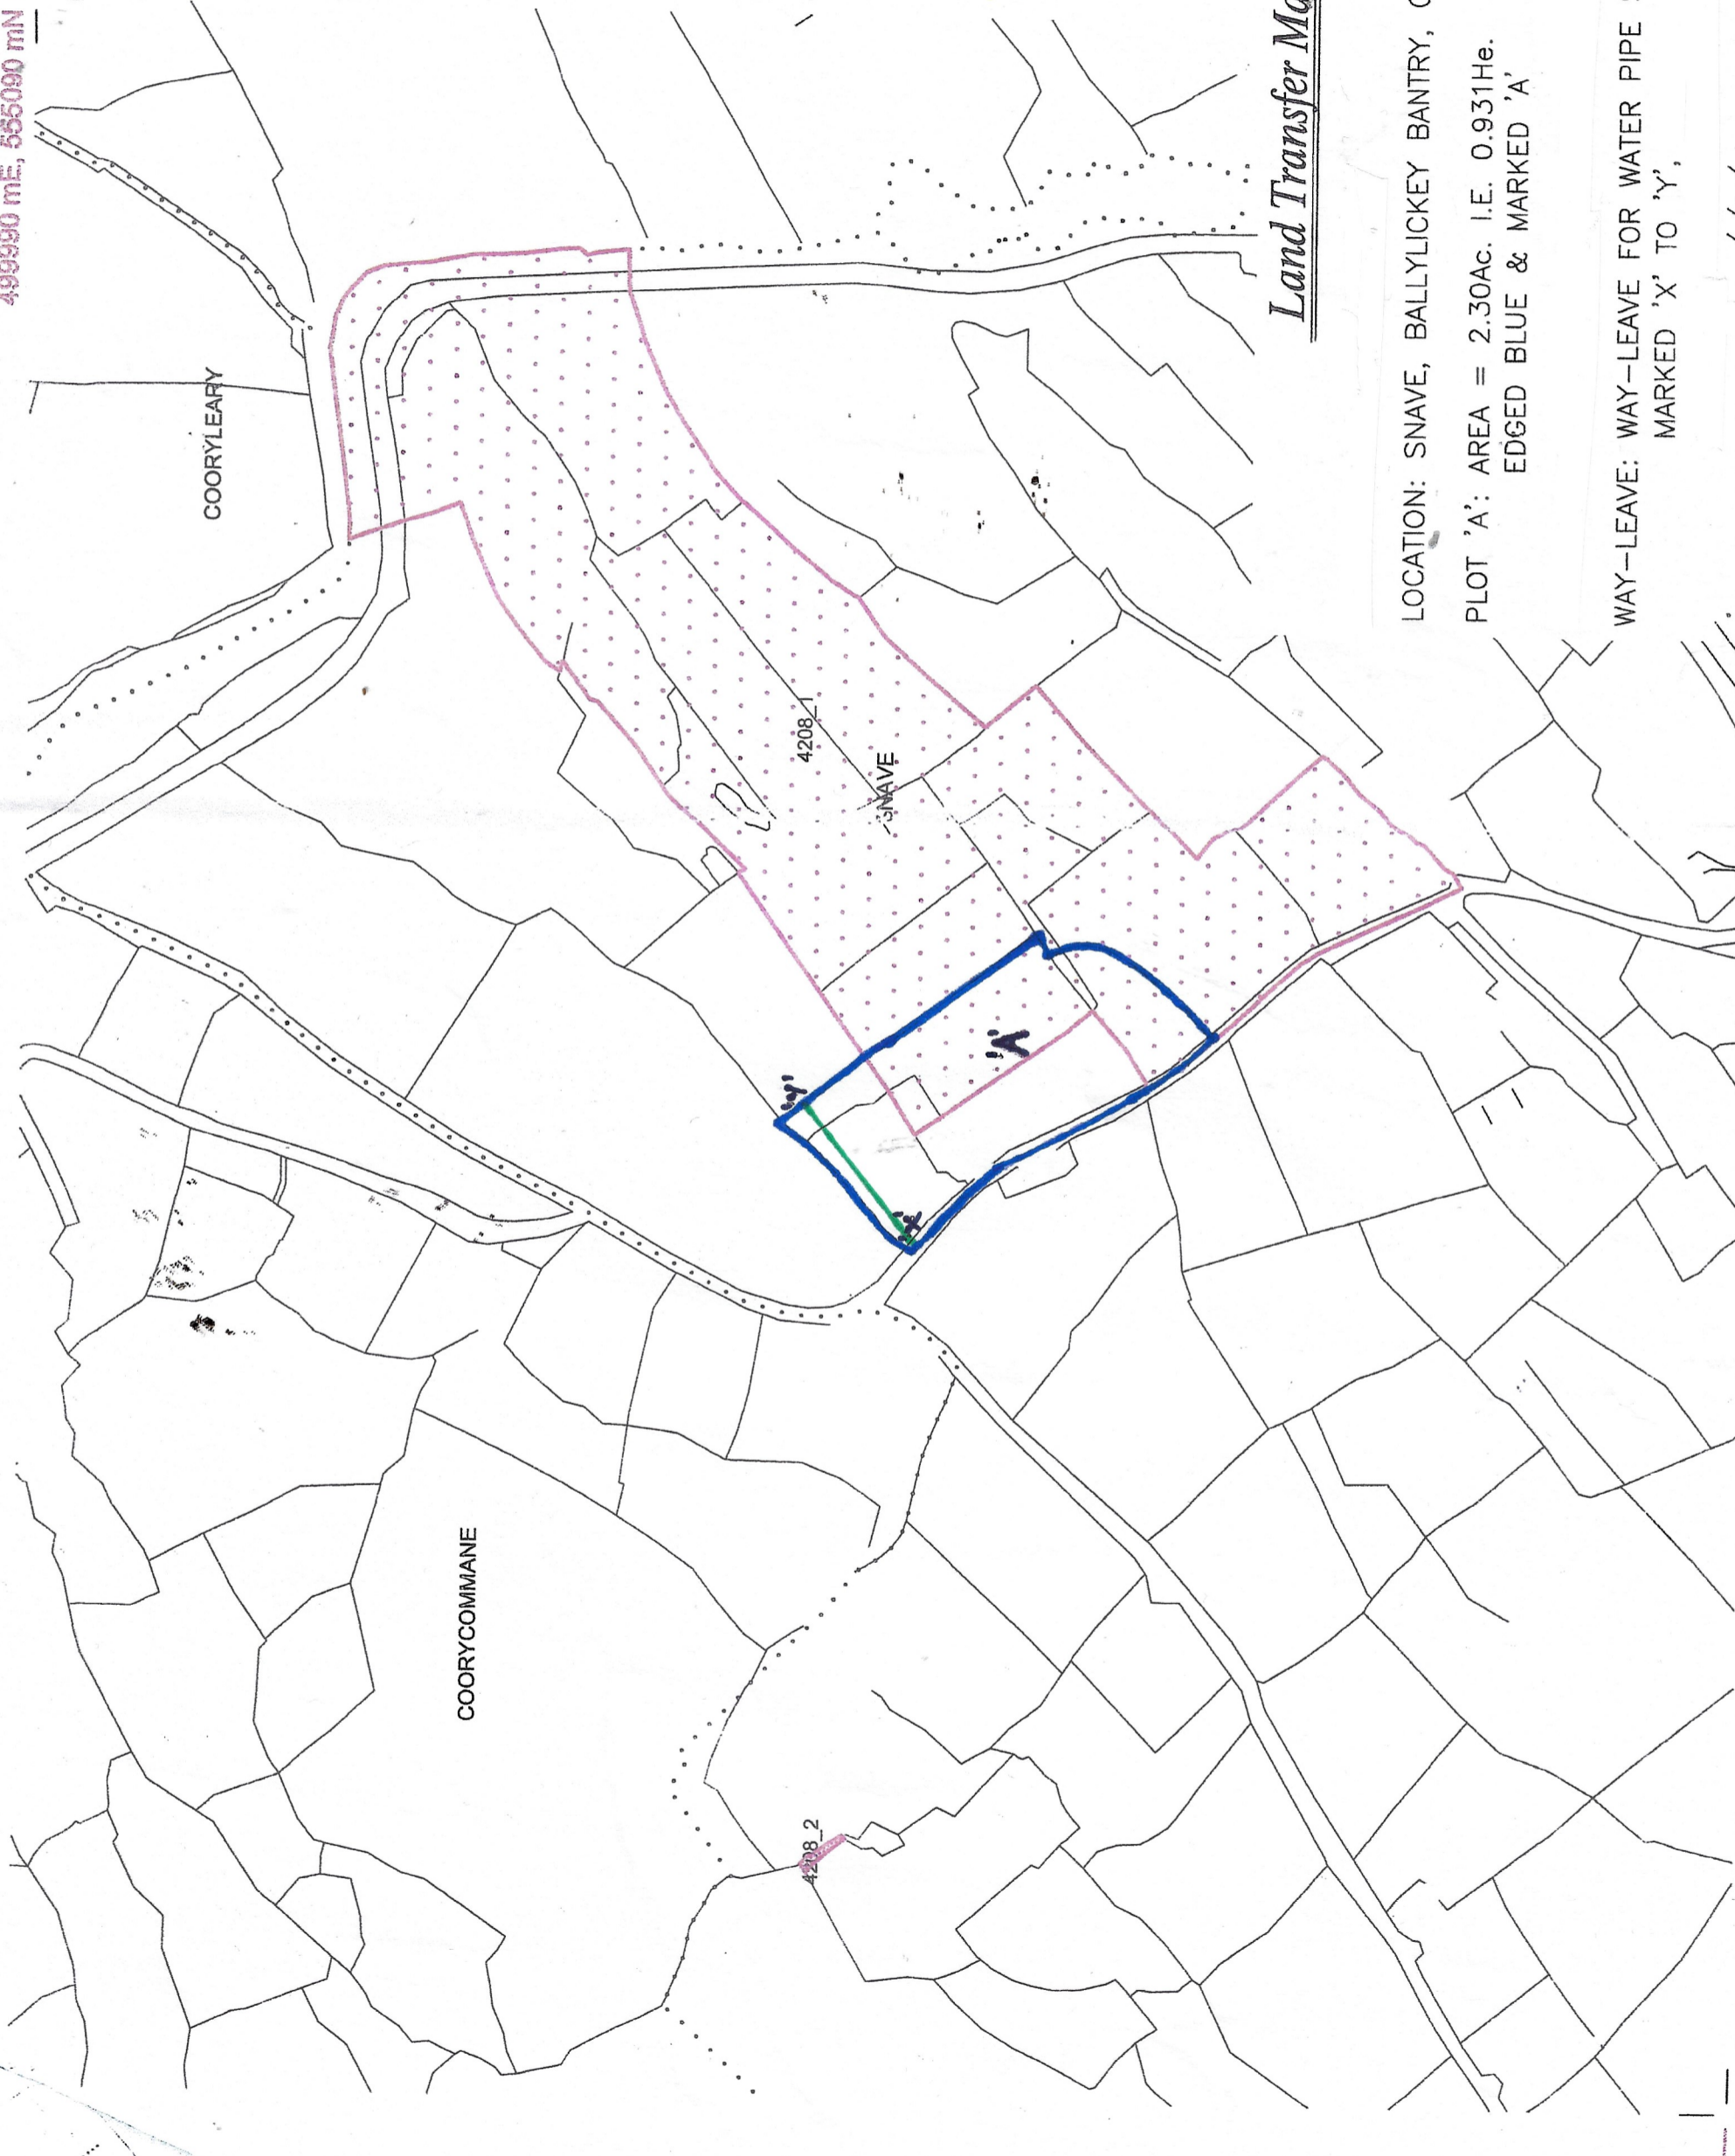 499990 mE, 555090 mN
COORYLEARY
4208_1
SNAVE
'A'
'Y'
'X'
COORYCOMMANE
4208_2
Land Transfer Ma
LOCATION: SNAVE, BALLYLICKEY BANTRY, C
PLOT 'A': AREA = 2.30Ac. I.E. 0.931He.
EDGED BLUE & MARKED 'A'
WAY-LEAVE: WAY-LEAVE FOR WATER PIPE
MARKED 'X' TO 'Y',